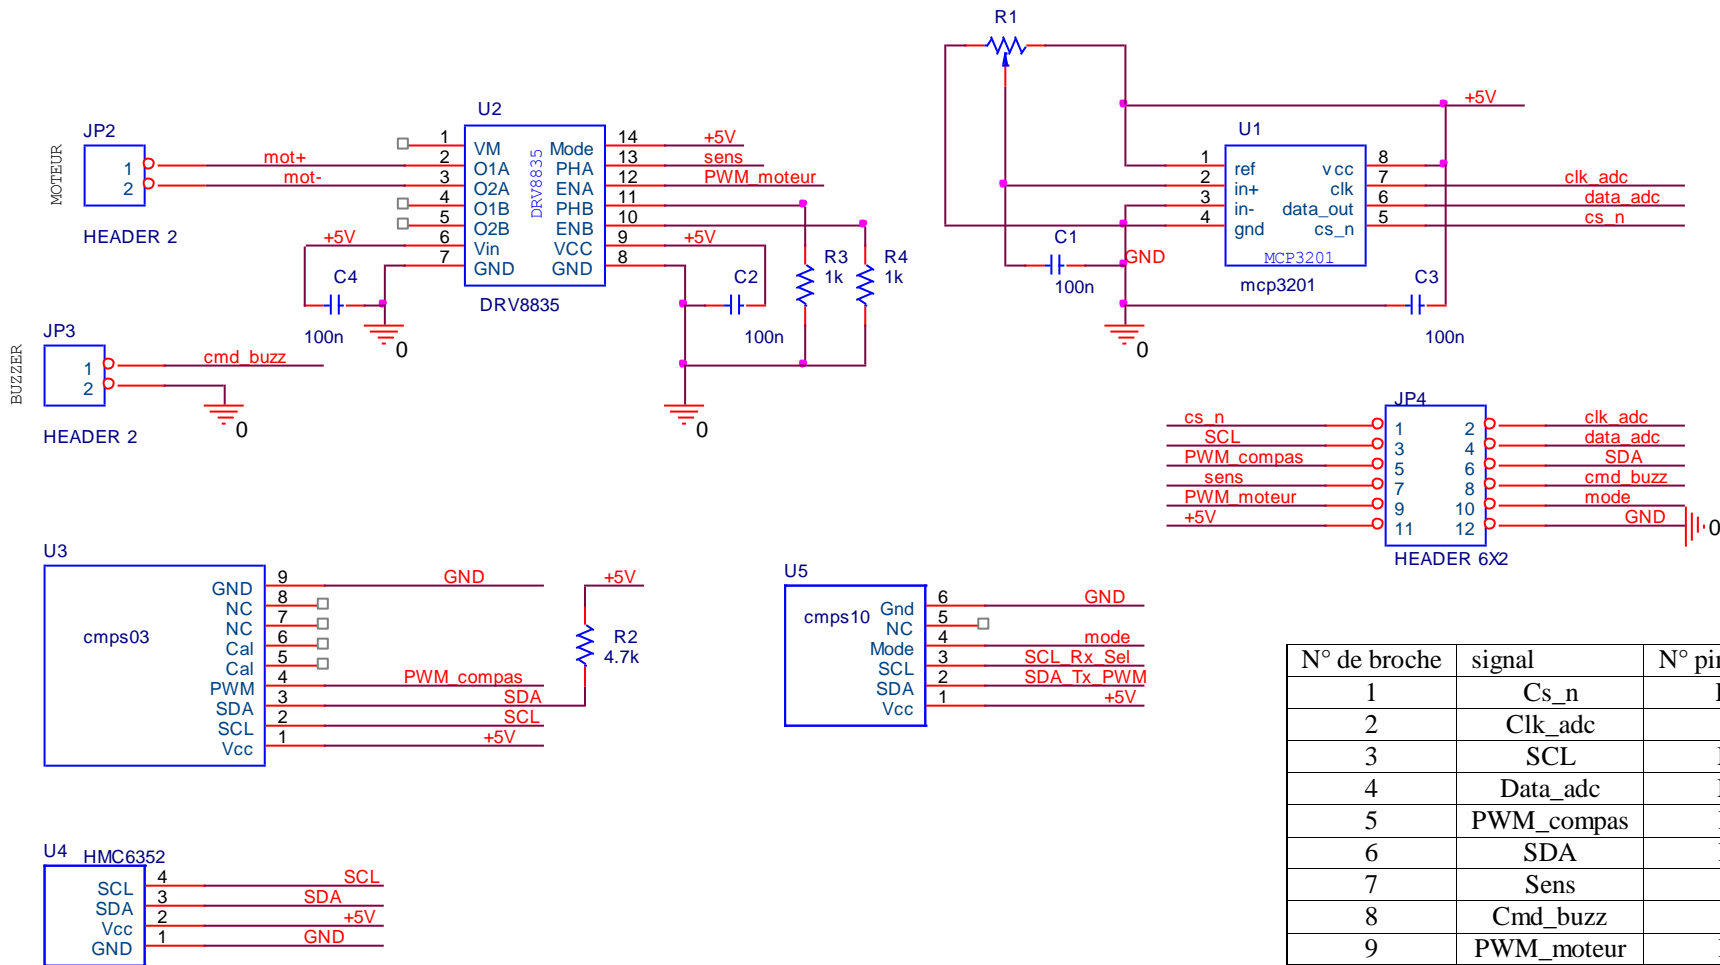 R1
+5V
U1
1 ref vcc 8
2 in+ clk 7 clk_adc
3 in- data_out 6 data_adc
4 gnd cs_n 5 cs_n
MCP3201
mcp3201
C1
100n
GND
C3
100n
0
U2
JP2
MOTEUR
1 mot+
2 mot-
HEADER 2
1 VM Mode 14 +5V
2 O1A PHA 13 sens
3 O2A ENA 12 PWM_moteur
4 O1B PHB 11
5 O2B ENB 10
+5V 6 Vin VCC 9 +5V
7 GND GND 8
DRV8835
DRV8835
C4
100n
0
C2
100n
R3
1k
R4
1k
0
JP3
BUZZER
1 cmd_buzz
2
0
HEADER 2
JP4
cs_n 1 2 clk_adc
SCL 3 4 data_adc
PWM_compas 5 6 SDA
sens 7 8 cmd_buzz
PWM_moteur 9 10 mode
+5V 11 12 GND
0
HEADER 6X2
U3
cmps03
GND 9 GND
NC 8
NC 7
Cal 6
Cal 5
PWM 4 PWM_compas
SDA 3 SDA
SCL 2 SCL
Vcc 1 +5V
+5V
R2
4.7k
U5
cmps10
Gnd 6 GND
NC 5
Mode 4 mode
SCL 3 SCL_Rx_Sel
SDA 2 SDA_Tx_PWM
Vcc 1 +5V
U4 HMC6352
SCL 4 SCL
SDA 3 SDA
Vcc 2 +5V
GND 1 GND
N° de broche signal N°
1 Cs_n
2 Clk_adc
3 SCL
4 Data_adc
5 PWM_compas
6 SDA
7 Sens
8 Cmd_buzz
9 PWM_moteur